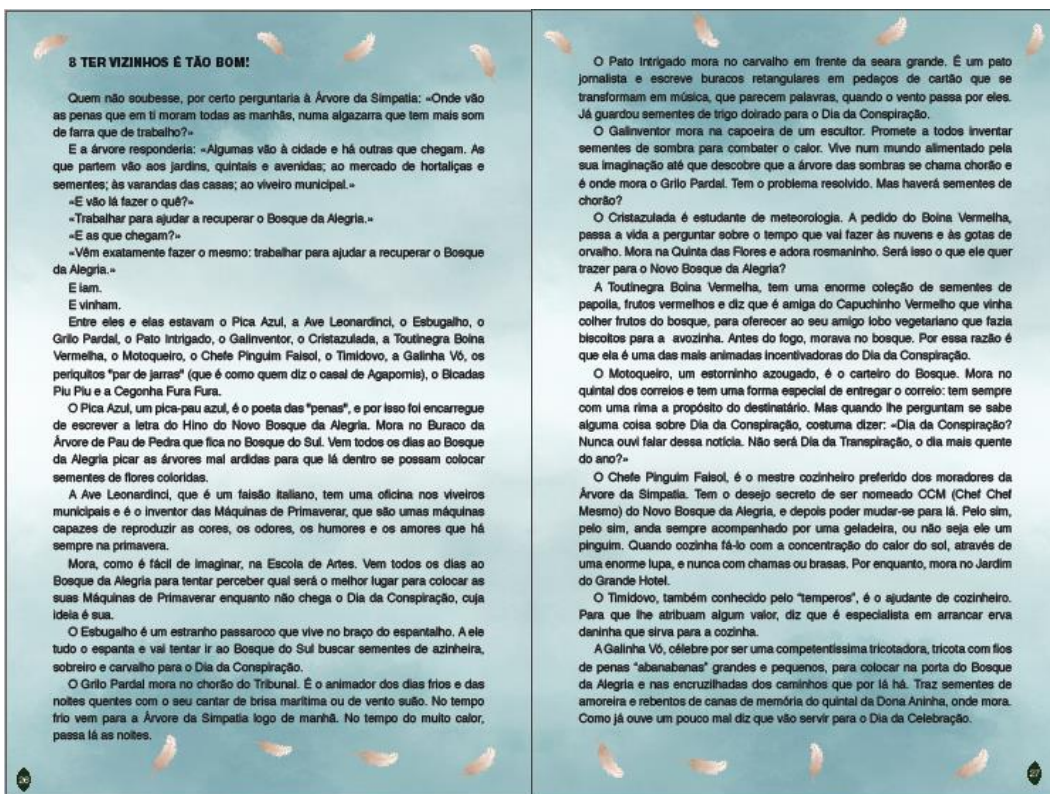 8 TER VIZINHOS É TÃO BOM!
Quem não soubesse, por certo perguntaria à Árvore da Simpatia: «Onde vão
as penas que em ti moram todas as manhãs, numa algazarra que tem mais som
de farra que de trabalho?»
E a árvore responderia: «Algumas vão à cidade e há outras que chegam. As
que partem vão aos jardins, quintais e avenidas; ao mercado de hortaliças e
sementes; às varandas das casas; ao viveiro municipal.»
«E vão lá fazer o quê?»
«Trabalhar para ajudar a recuperar o Bosque da Alegria.»
«E as que chegam?»
«Vêm exatamente fazer o mesmo: trabalhar para ajudar a recuperar o Bosque
da Alegria.»
E iam.
E vinham.
Entre eles e elas estavam o Pica Azul, a Ave Leonardinci, o Esbugalho, o
Grilo Pardal, o Pato Intrigado, o Galinventor, o Cristazulada, a Toutinegra Boina
Vermelha, o Motoqueiro, o Chefe Pinguim Faisol, o Timidovo, a Galinha Vó, os
periquitos "par de jarras" (que é como quem diz o casal de Agapornis), o Bicadas
Piu Piu e a Cegonha Fura Fura.
O Pica Azul, um pica-pau azul, é o poeta das "penas", e por isso foi encarregue
de escrever a letra do Hino do Novo Bosque da Alegria. Mora no Buraco da
Árvore de Pau de Pedra que fica no Bosque do Sul. Vem todos os dias ao Bosque
da Alegria picar as árvores mal ardidas para que lá dentro se possam colocar
sementes de flores coloridas.
A Ave Leonardinci, que é um faisão italiano, tem uma oficina nos viveiros
municipais e é o inventor das Máquinas de Primaverar, que são umas máquinas
capazes de reproduzir as cores, os odores, os humores e os amores que há
sempre na primavera.
Mora, como é fácil de imaginar, na Escola de Artes. Vem todos os dias ao
Bosque da Alegria para tentar perceber qual será o melhor lugar para colocar as
suas Máquinas de Primaverar enquanto não chega o Dia da Conspiração, cuja
ideia é sua.
O Esbugalho é um estranho passaroco que vive no braço do espantalho. A ele
tudo o espanta e vai tentar ir ao Bosque do Sul buscar sementes de azinheira,
sobreiro e carvalho para o Dia da Conspiração.
O Grilo Pardal mora no chorão do Tribunal. É o animador dos dias frios e das
noites quentes com o seu cantar de brisa marítima ou de vento suão. No tempo
frio vem para a Árvore da Simpatia logo de manhã. No tempo do muito calor,
passa lá as noites.
26
O Pato Intrigado mora no carvalho em frente da seara grande. É um pato
jornalista e escreve buracos retangulares em pedaços de cartão que se
transformam em música, que parecem palavras, quando o vento passa por eles.
Já guardou sementes de trigo doirado para o Dia da Conspiração.
O Galinventor mora na capoeira de um escultor. Promete a todos inventar
sementes de sombra para combater o calor. Vive num mundo alimentado pela
sua imaginação até que descobre que a árvore das sombras se chama chorão e
é onde mora o Grilo Pardal. Tem o problema resolvido. Mas haverá sementes de
chorão?
O Cristazulada é estudante de meteorologia. A pedido do Boina Vermelha,
passa a vida a perguntar sobre o tempo que vai fazer às nuvens e às gotas de
orvalho. Mora na Quinta das Flores e adora rosmaninho. Será isso o que ele quer
trazer para o Novo Bosque da Alegria?
A Toutinegra Boina Vermelha, tem uma enorme coleção de sementes de
papoila, frutos vermelhos e diz que é amiga do Capuchinho Vermelho que vinha
colher frutos do bosque, para oferecer ao seu amigo lobo vegetariano que fazia
biscoitos para a avozinha. Antes do fogo, morava no bosque. Por essa razão é
que ela é uma das mais animadas incentivadoras do Dia da Conspiração.
O Motoqueiro, um estorninho azougado, é o carteiro do Bosque. Mora no
quintal dos correios e tem uma forma especial de entregar o correio: tem sempre
com uma rima a propósito do destinatário. Mas quando lhe perguntam se sabe
alguma coisa sobre Dia da Conspiração, costuma dizer: «Dia da Conspiração?
Nunca ouvi falar dessa notícia. Não será Dia da Transpiração, o dia mais quente
do ano?»
O Chefe Pinguim Faisol, é o mestre cozinheiro preferido dos moradores da
Árvore da Simpatia. Tem o desejo secreto de ser nomeado CCM (Chef Chef
Mesmo) do Novo Bosque da Alegria, e depois poder mudar-se para lá. Pelo sim,
pelo sim, anda sempre acompanhado por uma geladeira, ou não seja ele um
pinguim. Quando cozinha fá-lo com a concentração do calor do sol, através de
uma enorme lupa, e nunca com chamas ou brasas. Por enquanto, mora no Jardim
do Grande Hotel.
O Timidovo, também conhecido pelo "temperos", é o ajudante de cozinheiro.
Para que lhe atribuam algum valor, diz que é especialista em arrancar erva
daninha que sirva para a cozinha.
A Galinha Vó, célebre por ser uma competentíssima tricotadora, tricota com fios
de penas "abanabanas" grandes e pequenos, para colocar na porta do Bosque
da Alegria e nas encruzilhadas dos caminhos que por lá há. Traz sementes de
amoreira e rebentos de canas de memória do quintal da Dona Aninha, onde mora.
Como já ouve um pouco mal diz que vão servir para o Dia da Celebração.
27